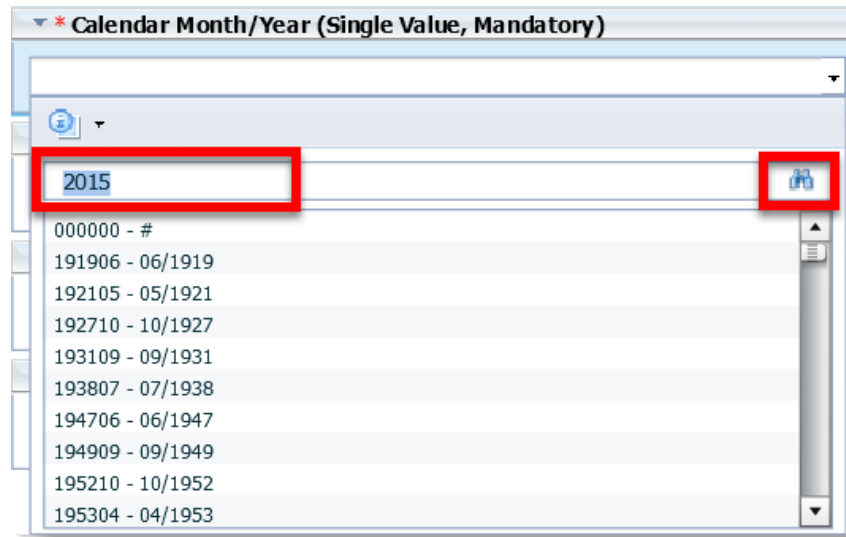 * Calendar Month/Year (Single Value, Mandatory)
2015
000000 - #
191906 - 06/1919
192105 - 05/1921
192710 - 10/1927
193109 - 09/1931
193807 - 07/1938
194706 - 06/1947
194909 - 09/1949
195210 - 10/1952
195304 - 04/1953